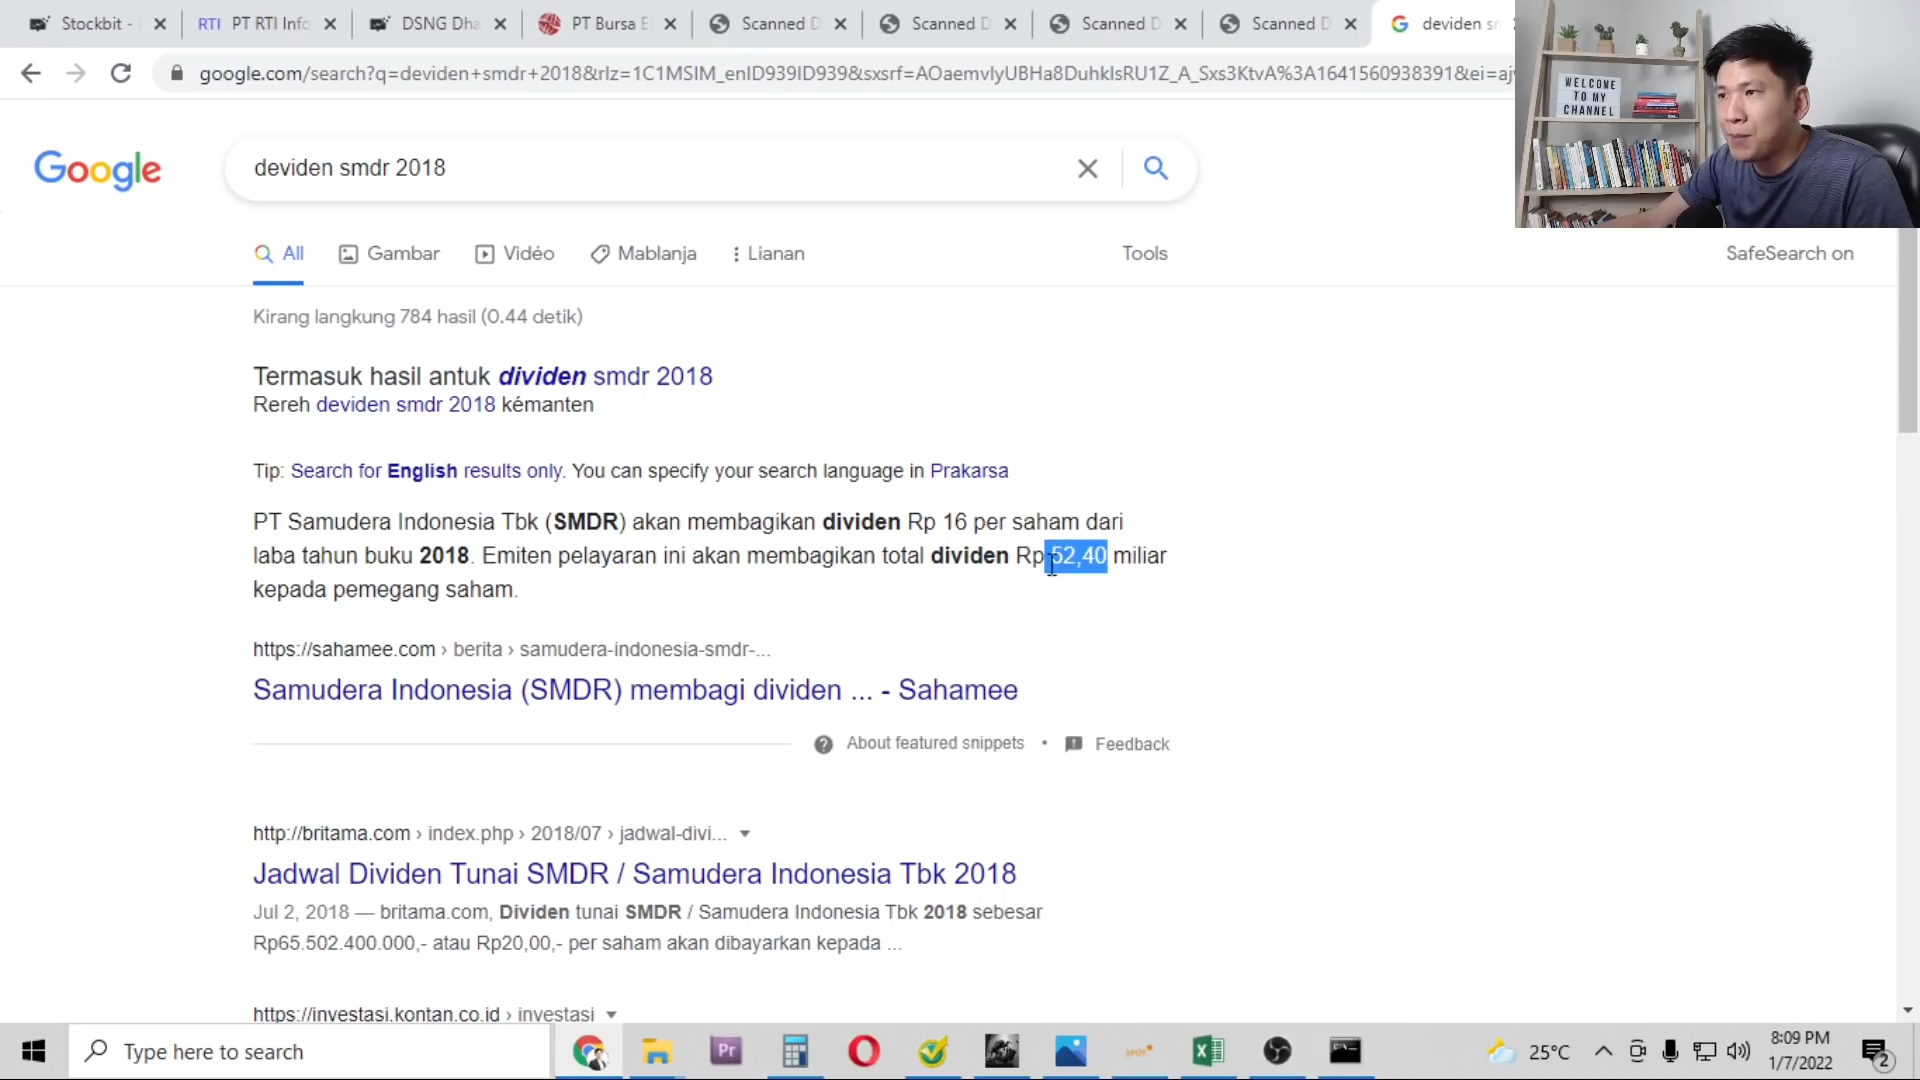 Stockbit -
RTI PT RTI Info
DSNG Dha
PT Bursa E
Scanned D
Scanned D
Scanned D
Scanned D
deviden sm
google.com/search?q=deviden+smdr+2018&rlz=1C1MSIM_enID939ID939&sxsrf=AOaemvIyUBHa8DuhkIsRU1Z_A_Sxs3KtvA%3A1641560938391&ei=aj
WELCOME
TO MY
CHANNEL
Google
deviden smdr 2018
All Gambar Vidéo Mablanja Lianan Tools SafeSearch on
Kirang langkung 784 hasil (0.44 detik)
Termasuk hasil antuk dividen smdr 2018
Rereh deviden smdr 2018 kémanten
Tip: Search for English results only. You can specify your search language in Prakarsa
PT Samudera Indonesia Tbk (SMDR) akan membagikan dividen Rp 16 per saham dari
laba tahun buku 2018. Emiten pelayaran ini akan membagikan total dividen Rp 52,40 miliar
kepada pemegang saham.
https://sahamee.com › berita › samudera-indonesia-smdr-...
Samudera Indonesia (SMDR) membagi dividen ... - Sahamee
About featured snippets • Feedback
http://britama.com › index.php › 2018/07 › jadwal-divi...
Jadwal Dividen Tunai SMDR / Samudera Indonesia Tbk 2018
Jul 2, 2018 — britama.com, Dividen tunai SMDR / Samudera Indonesia Tbk 2018 sebesar
Rp65.502.400.000,- atau Rp20,00,- per saham akan dibayarkan kepada ...
https://investasi.kontan.co.id › investasi
Type here to search
Pr
25°C
8:09 PM
1/7/2022
2